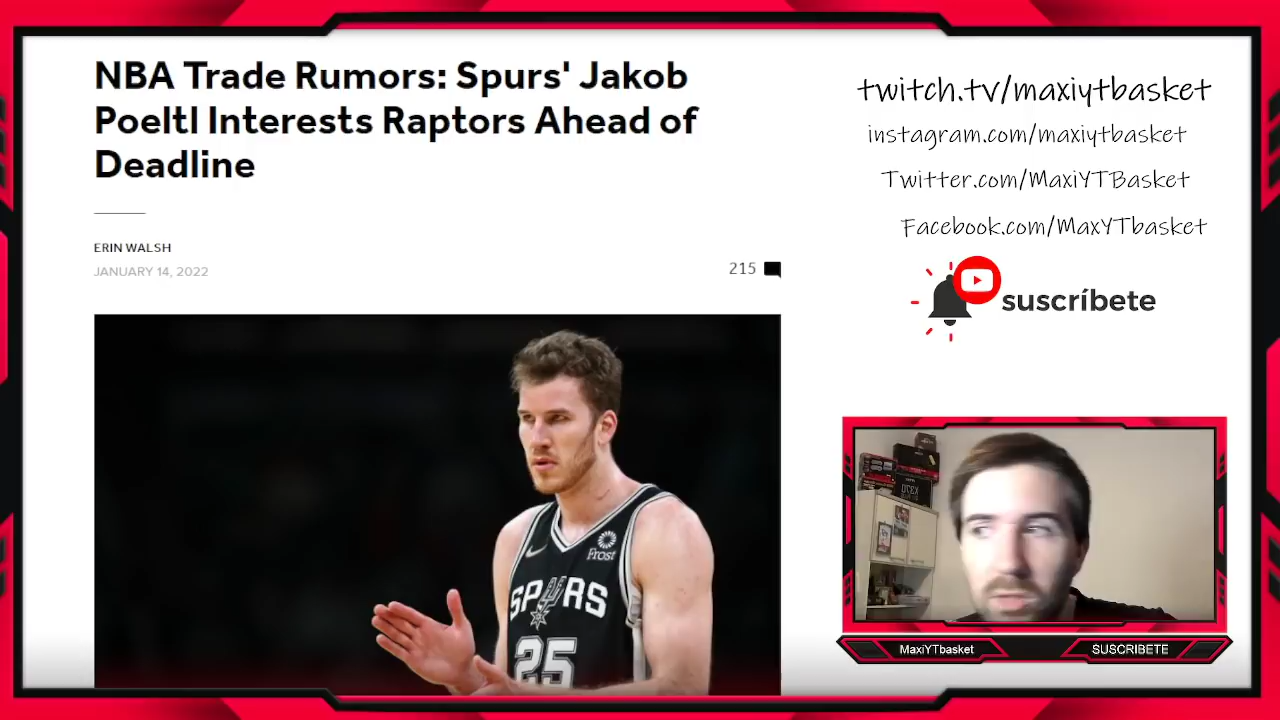 NBA Trade Rumors: Spurs' Jakob
Poeltl Interests Raptors Ahead of
Deadline
ERIN WALSH
JANUARY 14, 2022
215
Frost
SPURS
25
twitch.tv/maxiytbasket
instagram.com/maxiytbasket
Twitter.com/MaxiYTBasket
Facebook.com/MaxYTbasket
suscríbete
MaxiYTbasket
SUSCRIBETE